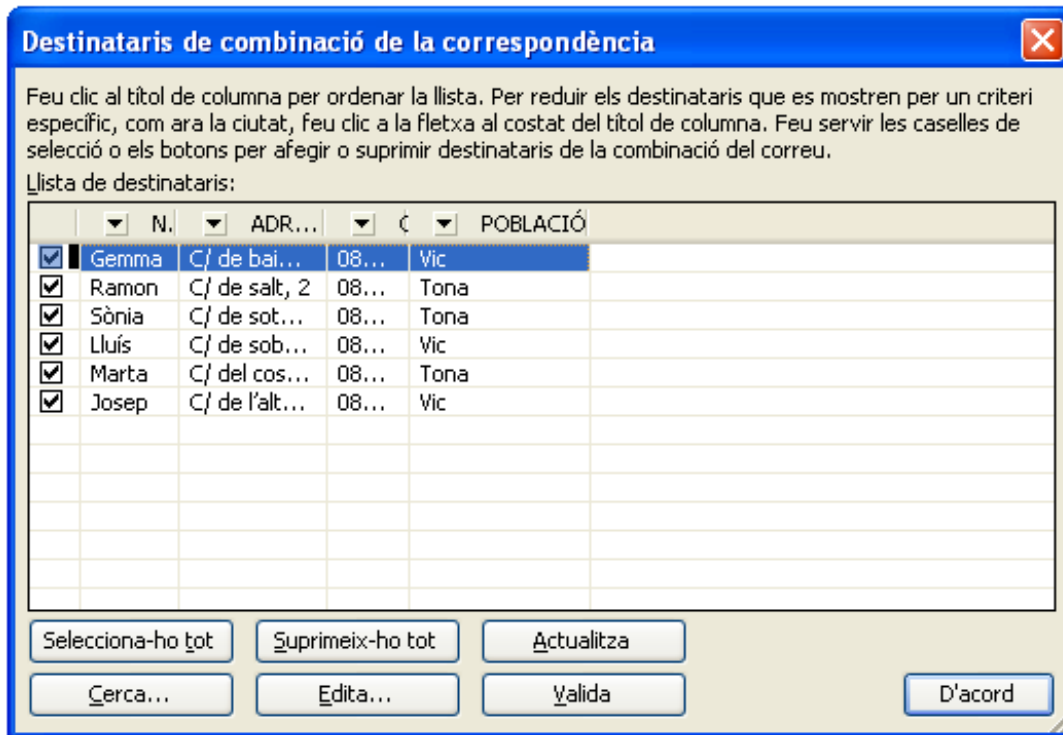 Destinataris de combinació de la correspondència
Feu clic al títol de columna per ordenar la llista. Per reduir els destinataris que es mostren per un criteri
específic, com ara la ciutat, feu clic a la fletxa al costat del títol de columna. Feu servir les caselles de
selecció o els botons per afegir o suprimir destinataris de la combinació del correu.
Llista de destinataris:
N. ADR... POBLACIÓ
Gemma C/ de bai... 08... Vic
Ramon C/ de salt, 2 08... Tona
Sònia C/ de sot... 08... Tona
Lluís C/ de sob... 08... Vic
Marta C/ del cos... 08... Tona
Josep C/ de l'alt... 08... Vic
Selecciona-ho tot Suprimeix-ho tot Actualitza
Cerca... Edita... Valida D'acord